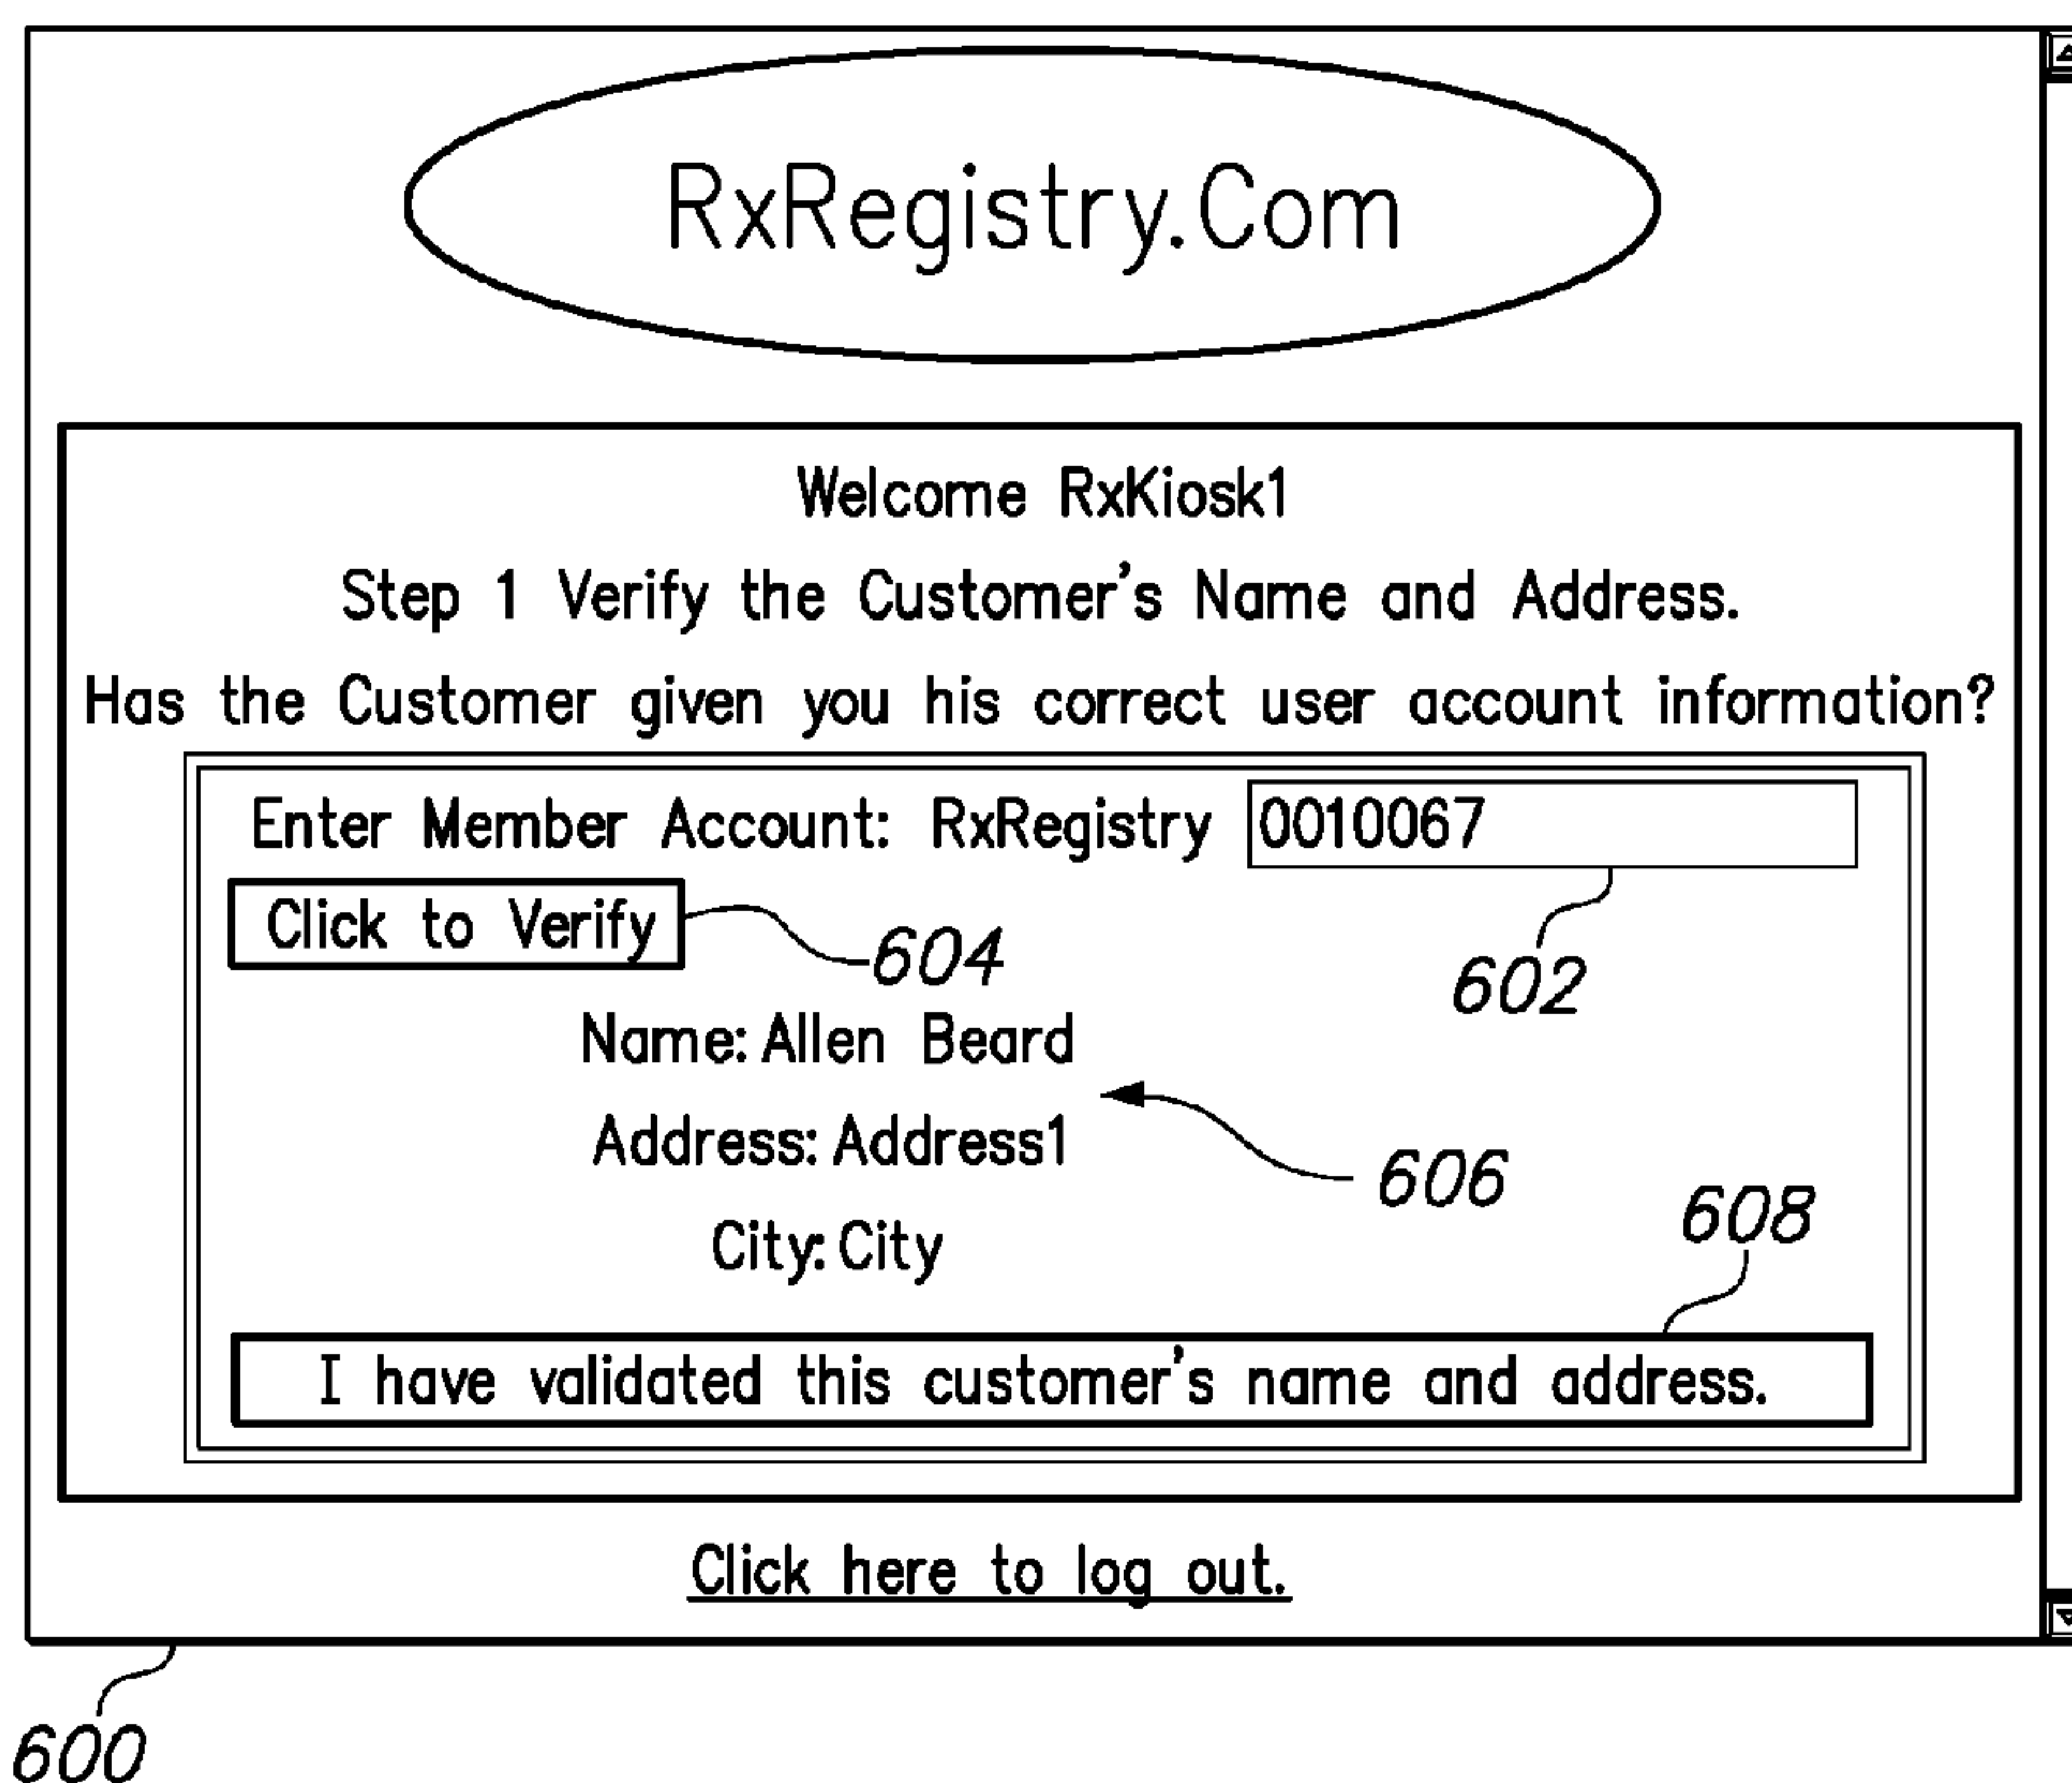 RxRegistry.Com
Welcome RxKiosk1
Step 1 Verify the Customer's Name and Address.
Has the Customer given you his correct user account information?
Enter Member Account: RxRegistry 0010067
Click to Verify
604
602
Name: Allen Beard
Address: Address1
606
608
City: City
I have validated this customer's name and address.
Click here to log out.
600